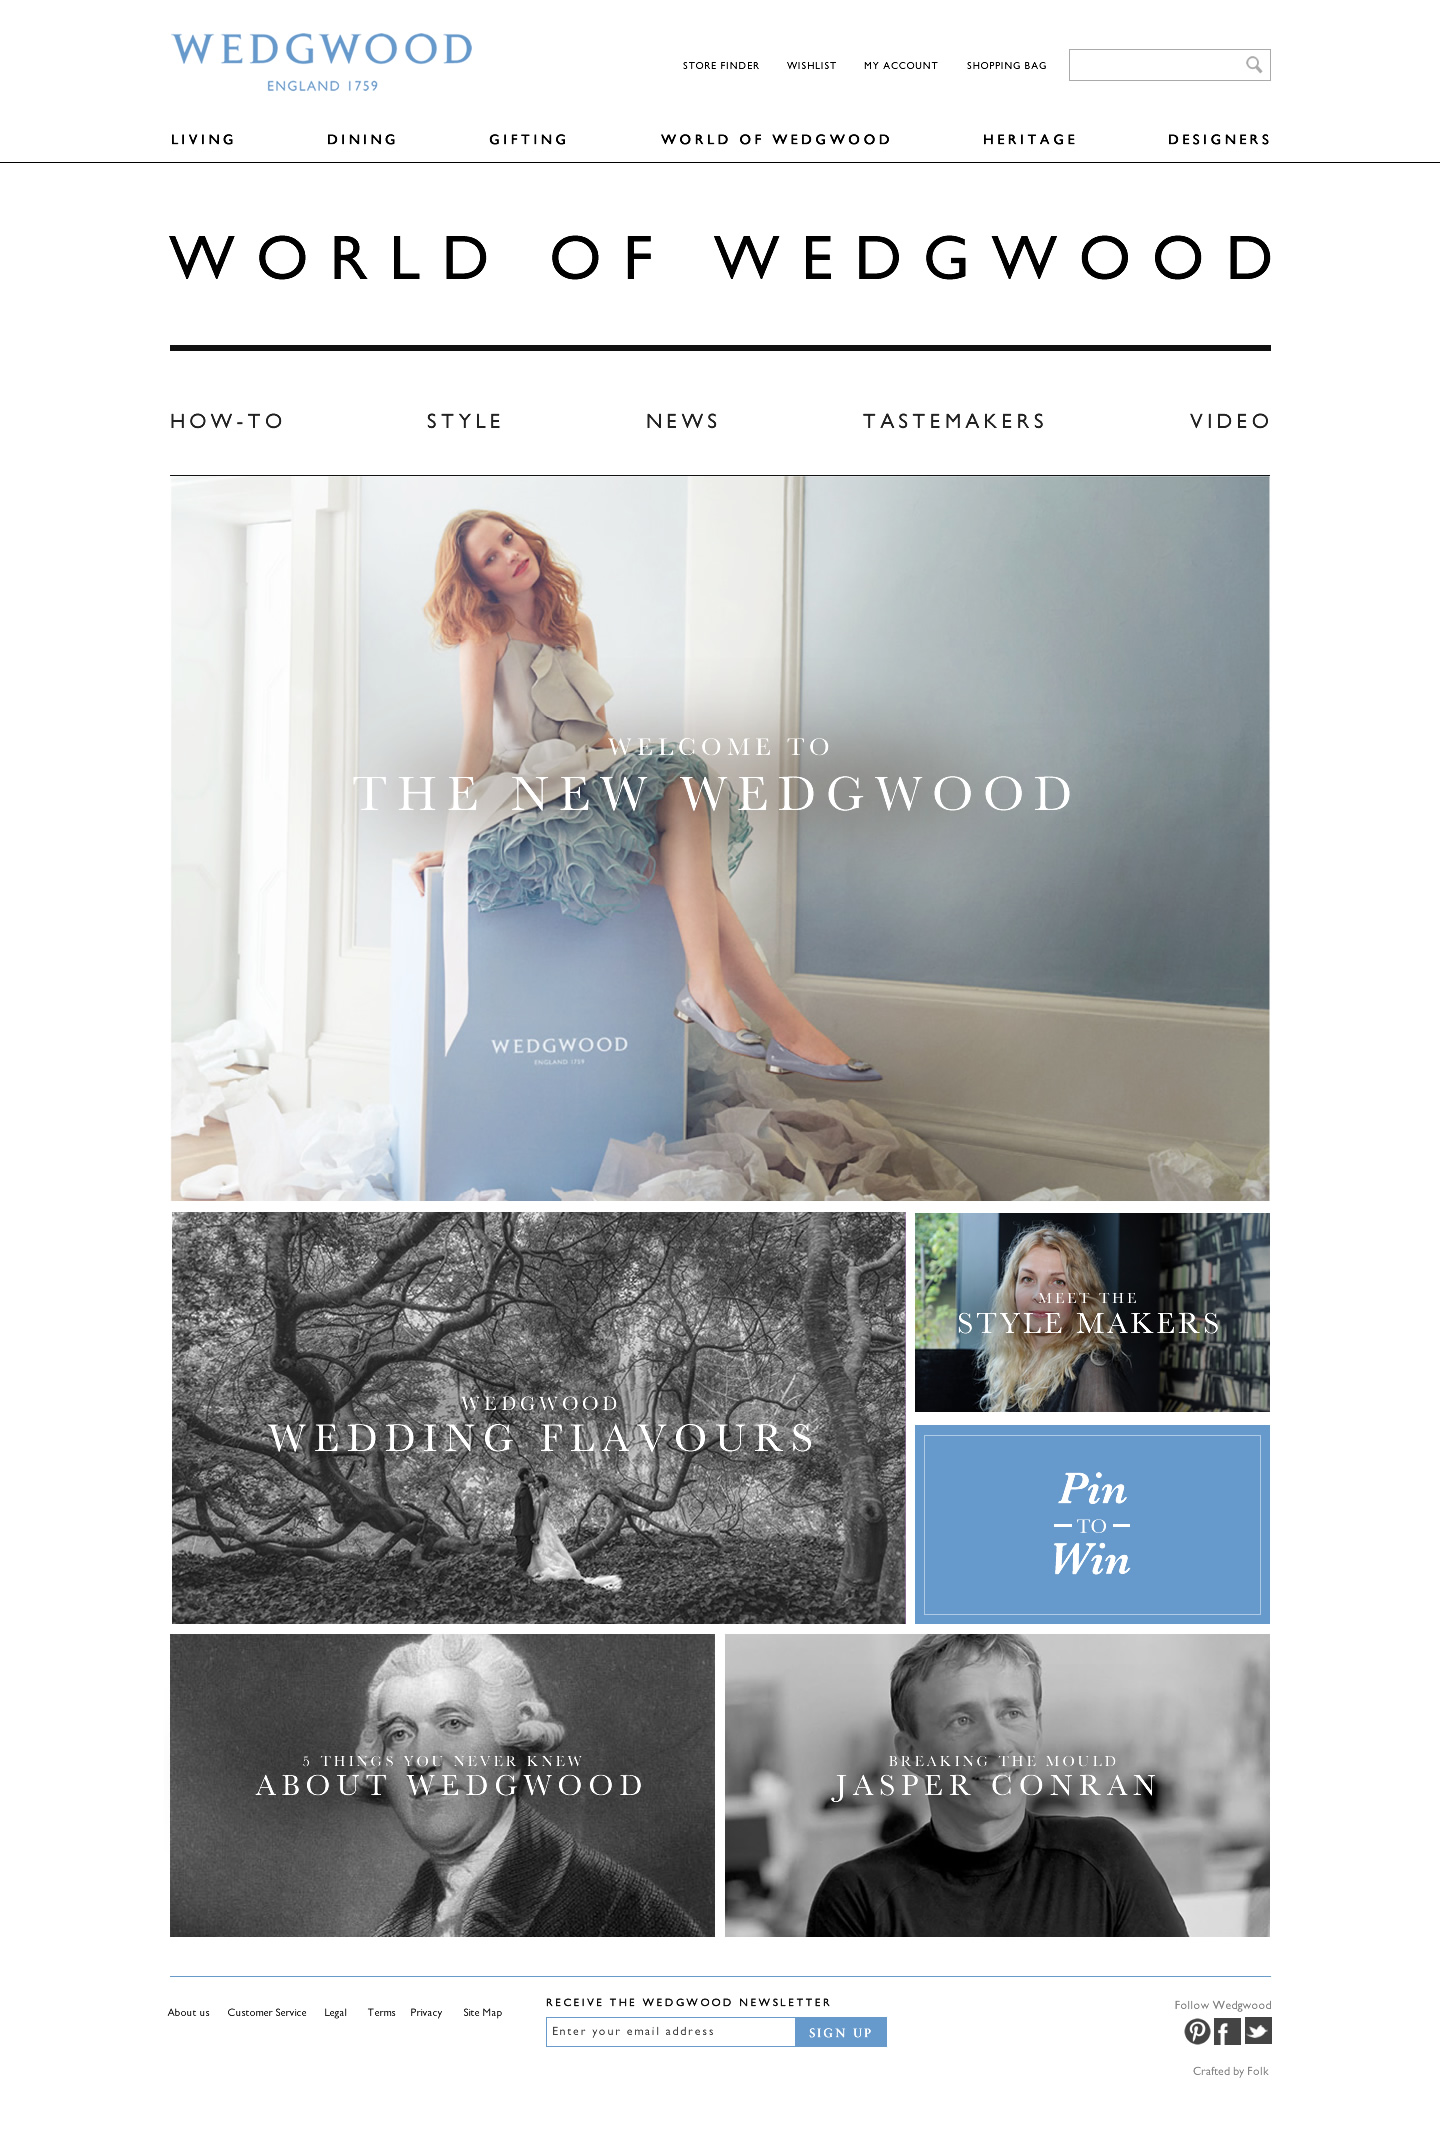 WEDGWOOD
ENGLAND 1759
STORE FINDER WISHLIST MY ACCOUNT SHOPPING BAG
LIVING DINING GIFTING WORLD OF WEDGWOOD HERITAGE DESIGNERS
WORLD OF WEDGWOOD
HOW-TO STYLE NEWS TASTEMAKERS VIDEO
WELCOME TO
THE NEW WEDGWOOD
WEDGWOOD
ENGLAND 1759
MEET THE
STYLE MAKERS
WEDGWOOD
WEDDING FLAVOURS
Pin
TO
Win
5 THINGS YOU NEVER KNEW
ABOUT WEDGWOOD
BREAKING THE MOULD
JASPER CONRAN
About us Customer Service Legal Terms Privacy Site Map
RECEIVE THE WEDGWOOD NEWSLETTER
Enter your email address SIGN UP
Follow Wedgwood
Crafted by Folk